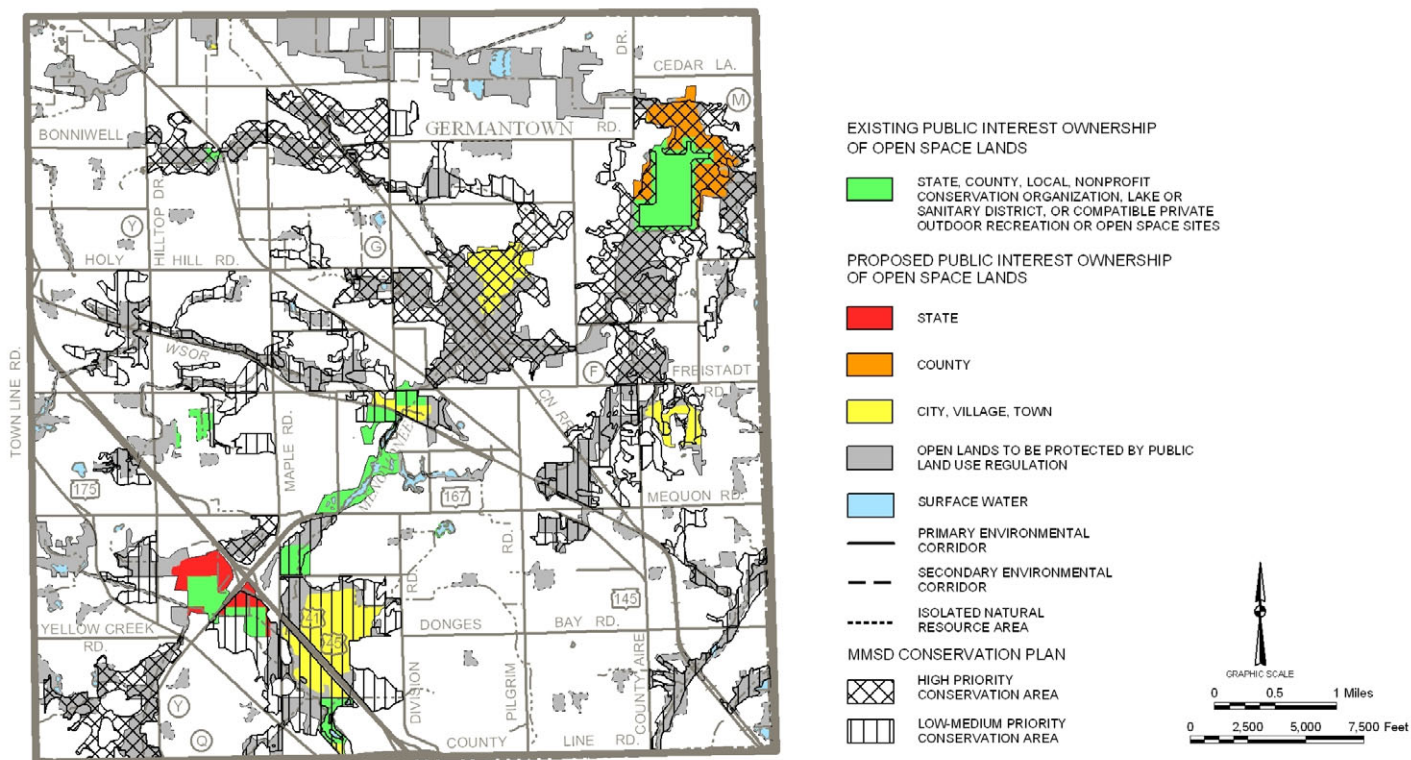 DR.
CEDAR LA.
M
BONNIWELL
GERMANTOWN
RD.
HILLTOP DR.
Y
G
HOLY
HILL RD.
WSOR
TOWN LINE RD.
F
FREISTADT
RD.
CN RR
MAPLE RD.
175
167
MEQUON RD.
YELLOW CREEK
RD.
41
45
RD.
DONGES
BAY RD.
RD.
145
DIVISION
PILGRIM
COUNTY AIRE
Y
Q
COUNTY
LINE RD.
EXISTING PUBLIC INTEREST OWNERSHIP
OF OPEN SPACE LANDS
STATE, COUNTY, LOCAL, NONPROFIT
CONSERVATION ORGANIZATION, LAKE OR
SANITARY DISTRICT, OR COMPATIBLE PRIVATE
OUTDOOR RECREATION OR OPEN SPACE SITES
PROPOSED PUBLIC INTEREST OWNERSHIP
OF OPEN SPACE LANDS
STATE
COUNTY
CITY, VILLAGE, TOWN
OPEN LANDS TO BE PROTECTED BY PUBLIC
LAND USE REGULATION
SURFACE WATER
PRIMARY ENVIRONMENTAL
CORRIDOR
SECONDARY ENVIRONMENTAL
CORRIDOR
ISOLATED NATURAL
RESOURCE AREA
MMSD CONSERVATION PLAN
HIGH PRIORITY
CONSERVATION AREA
LOW-MEDIUM PRIORITY
CONSERVATION AREA
GRAPHIC SCALE
0 0.5 1 Miles
0 2,500 5,000 7,500 Feet